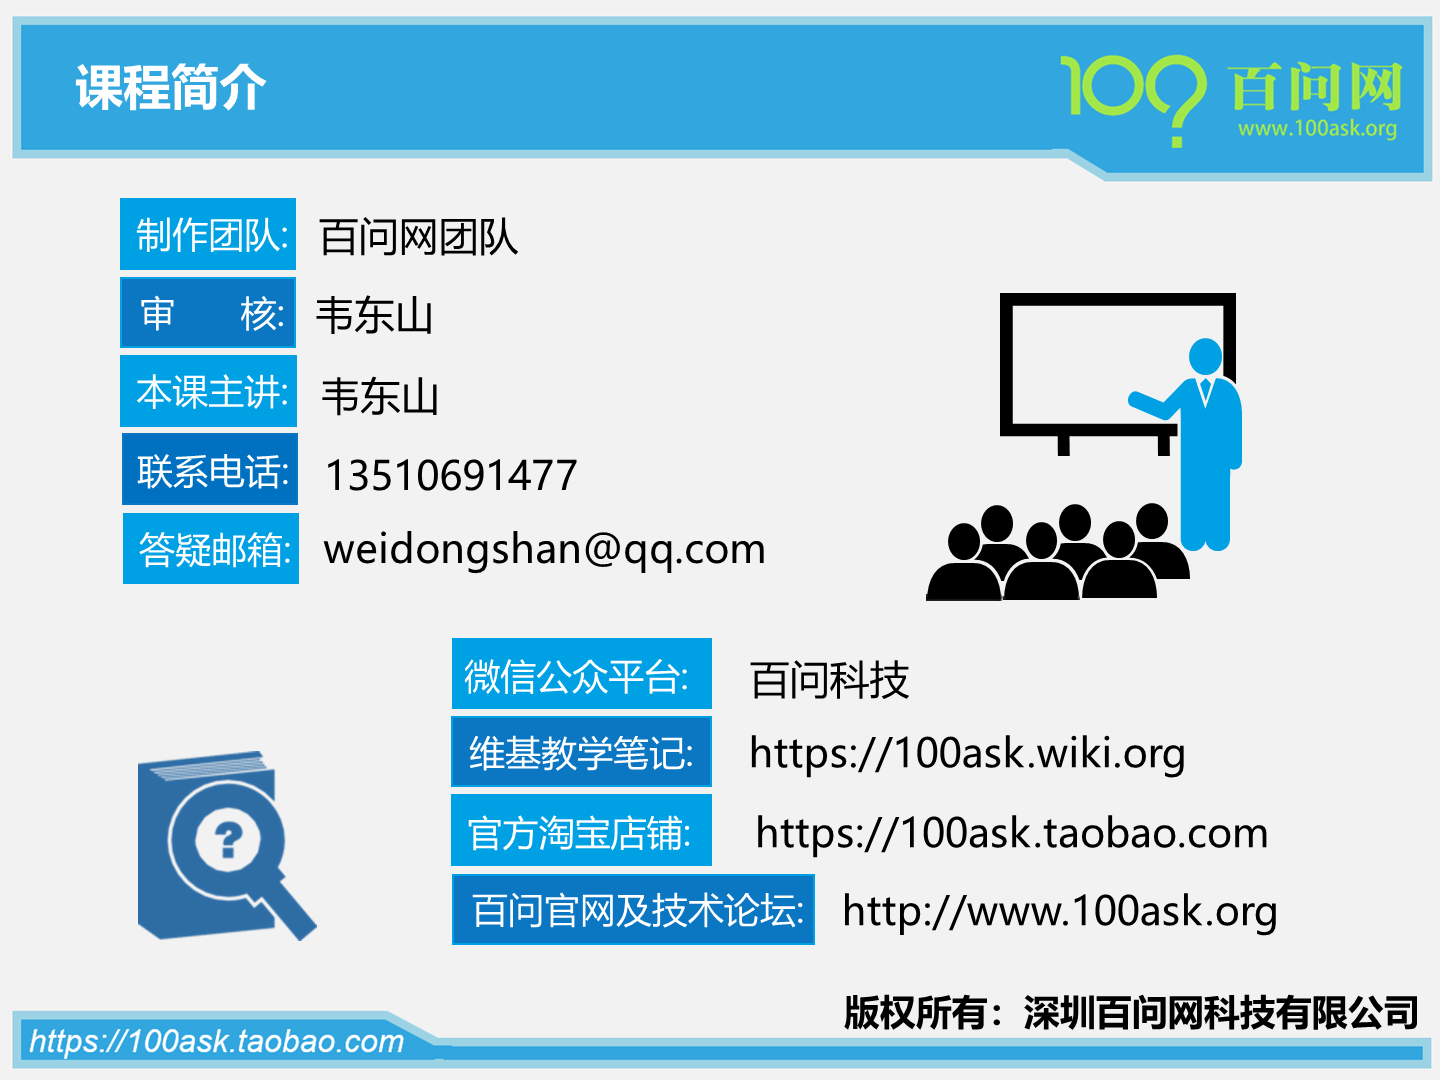 课程简介
100?
百问网
www.100ask.org
制作团队: 百问网团队
审 核: 韦东山
本课主讲: 韦东山
联系电话: 13510691477
答疑邮箱: weidongshan@qq.com
微信公众平台: 百问科技
维基教学笔记: https://100ask.wiki.org
官方淘宝店铺: https://100ask.taobao.com
百问官网及技术论坛: http://www.100ask.org
?
版权所有：深圳百问网科技有限公司
https://100ask.taobao.com